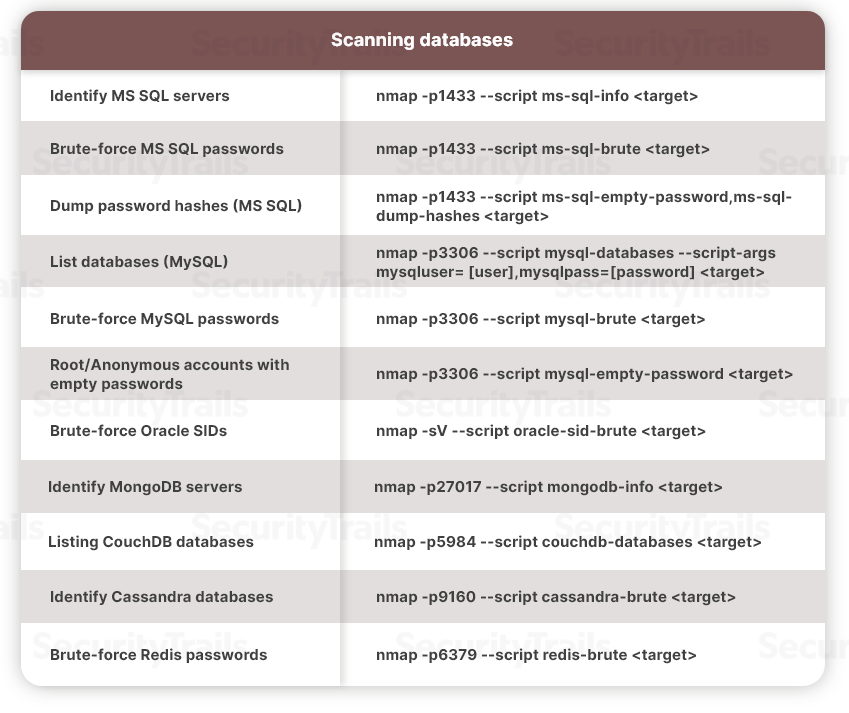 Scanning databases
Identify MS SQL servers
nmap -p1433 --script ms-sql-info <target>
Brute-force MS SQL passwords
nmap -p1433 --script ms-sql-brute <target>
Dump password hashes (MS SQL)
nmap -p1433 --script ms-sql-empty-password,ms-sql-
dump-hashes <target>
List databases (MySQL)
nmap -p3306 --script mysql-databases --script-args
mysqluser= [user],mysqlpass=[password] <target>
Brute-force MySQL passwords
nmap -p3306 --script mysql-brute <target>
Root/Anonymous accounts with
empty passwords
nmap -p3306 --script mysql-empty-password <target>
Brute-force Oracle SIDs
nmap -sV --script oracle-sid-brute <target>
Identify MongoDB servers
nmap -p27017 --script mongodb-info <target>
Listing CouchDB databases
nmap -p5984 --script couchdb-databases <target>
Identify Cassandra databases
nmap -p9160 --script cassandra-brute <target>
Brute-force Redis passwords
nmap -p6379 --script redis-brute <target>
SecurityTrails